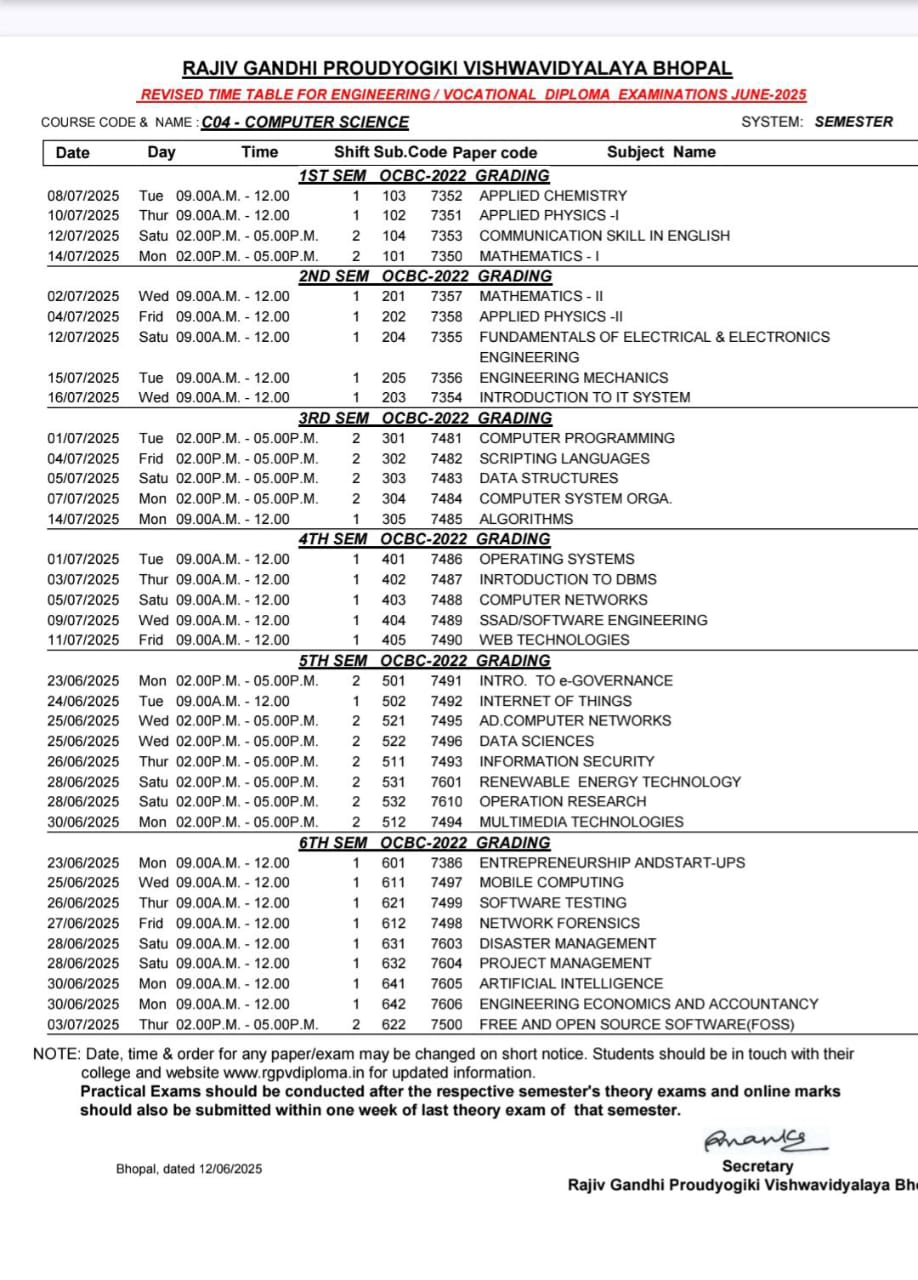 RAJIV GANDHI PROUDYOGIKI VISHWAVIDYALAYA BHOPAL
REVISED TIME TABLE FOR ENGINEERING / VOCATIONAL DIPLOMA EXAMINATIONS JUNE-2025
COURSE CODE & NAME : C04 - COMPUTER SCIENCE SYSTEM: SEMESTER
Date Day Time Shift Sub.Code Paper code Subject Name
1ST SEM OCBC-2022 GRADING
08/07/2025 Tue 09.00A.M. - 12.00 1 103 7352 APPLIED CHEMISTRY
10/07/2025 Thur 09.00A.M. - 12.00 1 102 7351 APPLIED PHYSICS -I
12/07/2025 Satu 02.00P.M. - 05.00P.M. 2 104 7353 COMMUNICATION SKILL IN ENGLISH
14/07/2025 Mon 02.00P.M. - 05.00P.M. 2 101 7350 MATHEMATICS - I
2ND SEM OCBC-2022 GRADING
02/07/2025 Wed 09.00A.M. - 12.00 1 201 7357 MATHEMATICS - II
04/07/2025 Frid 09.00A.M. - 12.00 1 202 7358 APPLIED PHYSICS -II
12/07/2025 Satu 09.00A.M. - 12.00 1 204 7355 FUNDAMENTALS OF ELECTRICAL & ELECTRONICS
ENGINEERING
15/07/2025 Tue 09.00A.M. - 12.00 1 205 7356 ENGINEERING MECHANICS
16/07/2025 Wed 09.00A.M. - 12.00 1 203 7354 INTRODUCTION TO IT SYSTEM
3RD SEM OCBC-2022 GRADING
01/07/2025 Tue 02.00P.M. - 05.00P.M. 2 301 7481 COMPUTER PROGRAMMING
04/07/2025 Frid 02.00P.M. - 05.00P.M. 2 302 7482 SCRIPTING LANGUAGES
05/07/2025 Satu 02.00P.M. - 05.00P.M. 2 303 7483 DATA STRUCTURES
07/07/2025 Mon 02.00P.M. - 05.00P.M. 2 304 7484 COMPUTER SYSTEM ORGA.
14/07/2025 Mon 09.00A.M. - 12.00 1 305 7485 ALGORITHMS
4TH SEM OCBC-2022 GRADING
01/07/2025 Tue 09.00A.M. - 12.00 1 401 7486 OPERATING SYSTEMS
03/07/2025 Thur 09.00A.M. - 12.00 1 402 7487 INRTODUCTION TO DBMS
05/07/2025 Satu 09.00A.M. - 12.00 1 403 7488 COMPUTER NETWORKS
09/07/2025 Wed 09.00A.M. - 12.00 1 404 7489 SSAD/SOFTWARE ENGINEERING
11/07/2025 Frid 09.00A.M. - 12.00 1 405 7490 WEB TECHNOLOGIES
5TH SEM OCBC-2022 GRADING
23/06/2025 Mon 02.00P.M. - 05.00P.M. 2 501 7491 INTRO. TO e-GOVERNANCE
24/06/2025 Tue 09.00A.M. - 12.00 1 502 7492 INTERNET OF THINGS
25/06/2025 Wed 02.00P.M. - 05.00P.M. 2 521 7495 AD.COMPUTER NETWORKS
25/06/2025 Wed 02.00P.M. - 05.00P.M. 2 522 7496 DATA SCIENCES
26/06/2025 Thur 02.00P.M. - 05.00P.M. 2 511 7493 INFORMATION SECURITY
28/06/2025 Satu 02.00P.M. - 05.00P.M. 2 531 7601 RENEWABLE ENERGY TECHNOLOGY
28/06/2025 Satu 02.00P.M. - 05.00P.M. 2 532 7610 OPERATION RESEARCH
30/06/2025 Mon 02.00P.M. - 05.00P.M. 2 512 7494 MULTIMEDIA TECHNOLOGIES
6TH SEM OCBC-2022 GRADING
23/06/2025 Mon 09.00A.M. - 12.00 1 601 7386 ENTREPRENEURSHIP ANDSTART-UPS
25/06/2025 Wed 09.00A.M. - 12.00 1 611 7497 MOBILE COMPUTING
26/06/2025 Thur 09.00A.M. - 12.00 1 621 7499 SOFTWARE TESTING
27/06/2025 Frid 09.00A.M. - 12.00 1 612 7498 NETWORK FORENSICS
28/06/2025 Satu 09.00A.M. - 12.00 1 631 7603 DISASTER MANAGEMENT
28/06/2025 Satu 09.00A.M. - 12.00 1 632 7604 PROJECT MANAGEMENT
30/06/2025 Mon 09.00A.M. - 12.00 1 641 7605 ARTIFICIAL INTELLIGENCE
30/06/2025 Mon 09.00A.M. - 12.00 1 642 7606 ENGINEERING ECONOMICS AND ACCOUNTANCY
03/07/2025 Thur 02.00P.M. - 05.00P.M. 2 622 7500 FREE AND OPEN SOURCE SOFTWARE(FOSS)
NOTE: Date, time & order for any paper/exam may be changed on short notice. Students should be in touch with their
college and website www.rgpvdiploma.in for updated information.
Practical Exams should be conducted after the respective semester's theory exams and online marks
should also be submitted within one week of last theory exam of that semester.
Bhopal, dated 12/06/2025
Secretary
Rajiv Gandhi Proudyogiki Vishwavidyalaya Bho